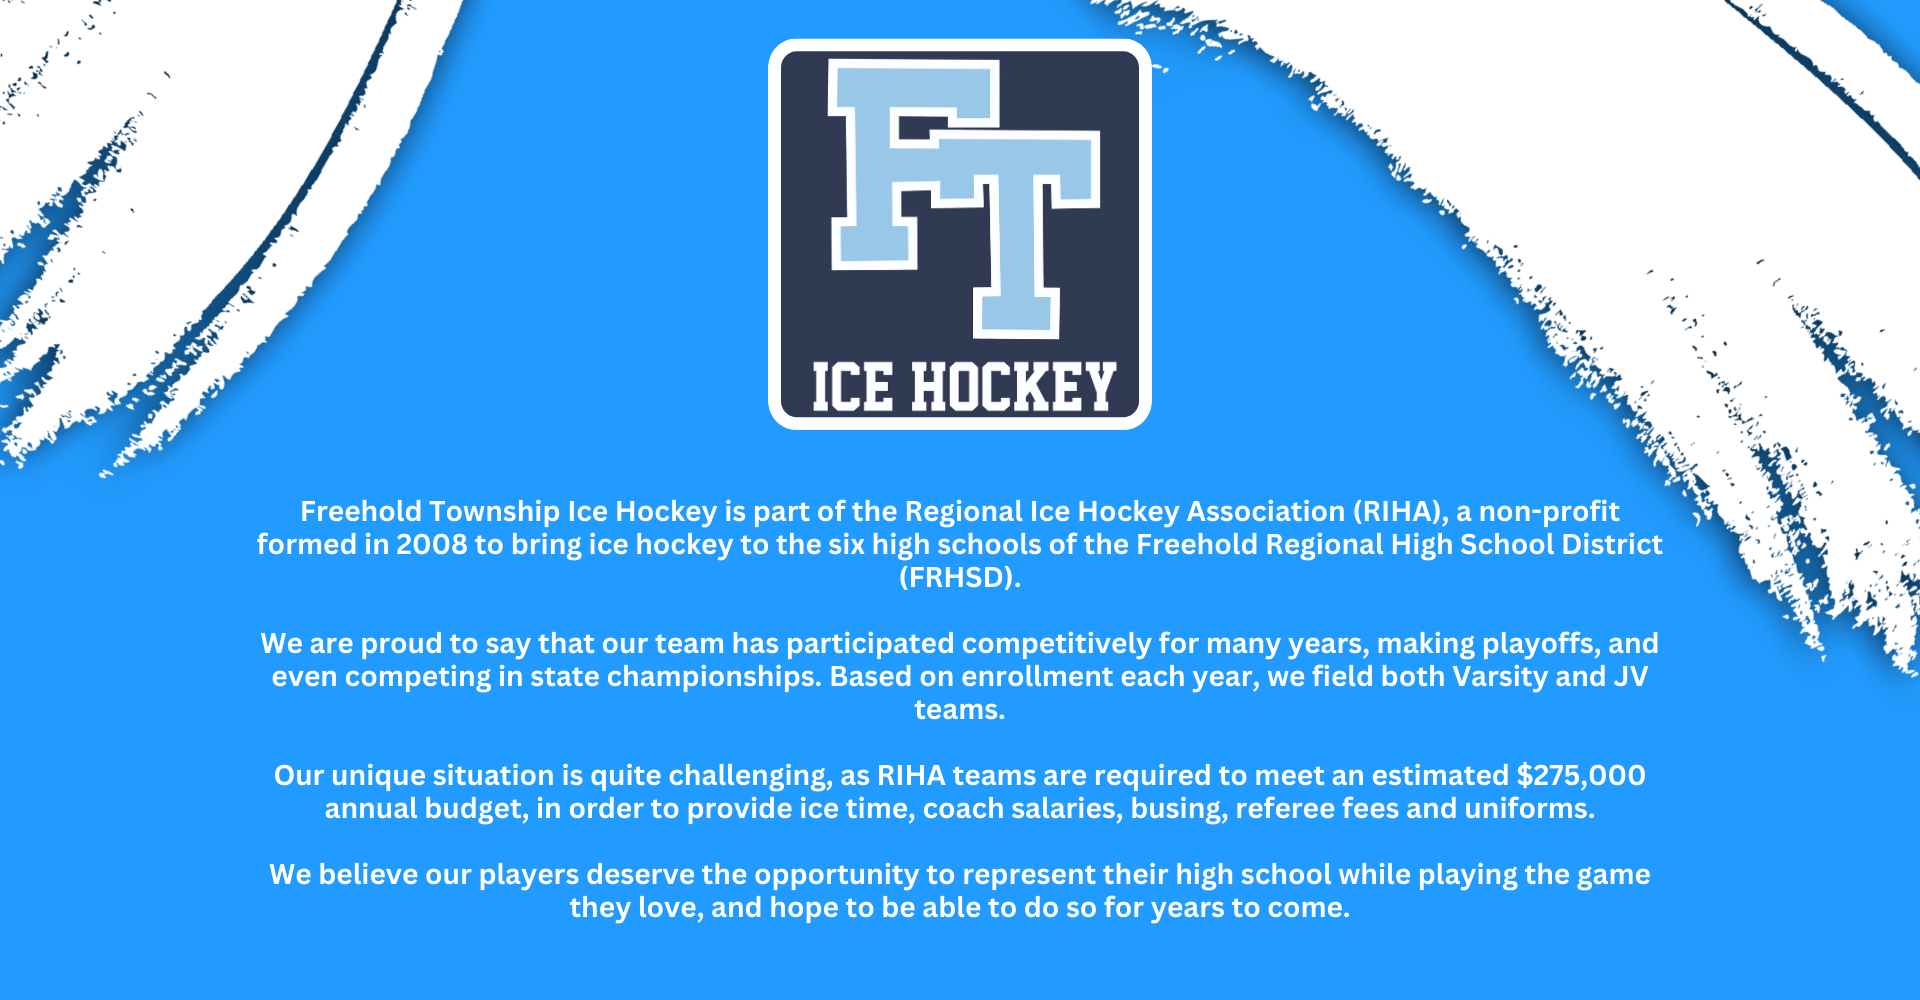 FT
ICE HOCKEY
Freehold Township Ice Hockey is part of the Regional Ice Hockey Association (RIHA), a non-profit
formed in 2008 to bring ice hockey to the six high schools of the Freehold Regional High School District
(FRHSD).
We are proud to say that our team has participated competitively for many years, making playoffs, and
even competing in state championships. Based on enrollment each year, we field both Varsity and JV
teams.
Our unique situation is quite challenging, as RIHA teams are required to meet an estimated $275,000
annual budget, in order to provide ice time, coach salaries, busing, referee fees and uniforms.
We believe our players deserve the opportunity to represent their high school while playing the game
they love, and hope to be able to do so for years to come.